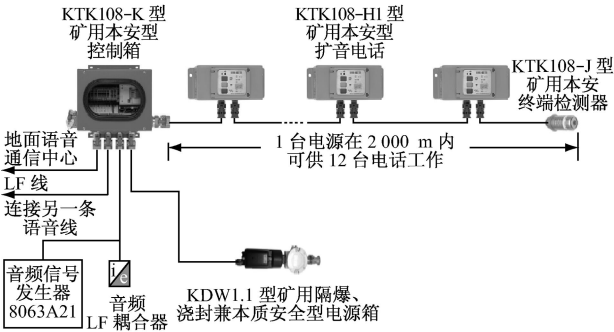 KTK108-K 型
矿用本安型
控制箱
KTK108-H1 型
矿用本安型
扩音电话
KTK108-J 型
矿用本安
终端检测器
1 台电源在 2 000 m 内
可供 12 台电话工作
地面语音
通信中心
LF 线
连接另一条
语音线
音频信号
发生器
8063A21
i
e
音频
LF 耦合器
KDW1.1 型矿用隔爆、
浇封兼本质安全型电源箱